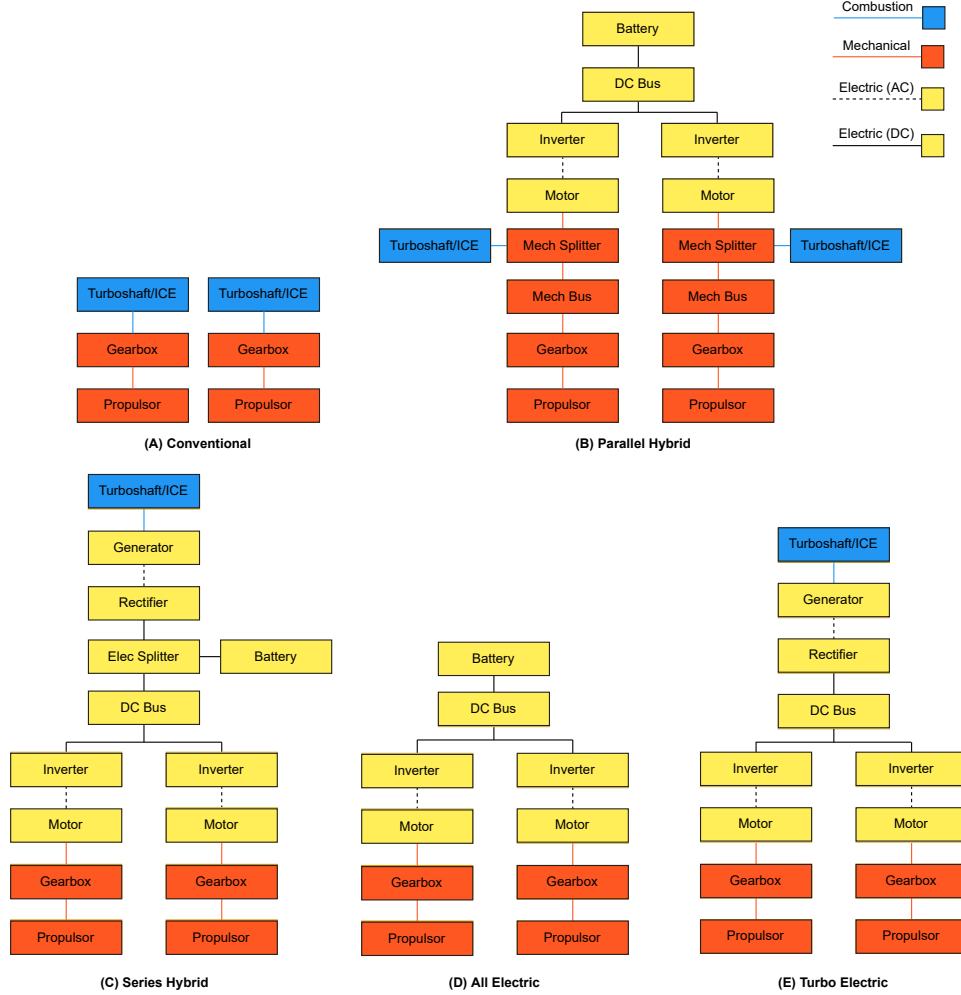 Combustion
Mechanical
Electric (AC)
Electric (DC)
Battery
DC Bus
Inverter
Inverter
Motor
Motor
Turboshaft/ICE
Mech Splitter
Mech Splitter
Turboshaft/ICE
Mech Bus
Mech Bus
Gearbox
Gearbox
Propulsor
Propulsor
(B) Parallel Hybrid
Turboshaft/ICE
Turboshaft/ICE
Gearbox
Gearbox
Propulsor
Propulsor
(A) Conventional
Turboshaft/ICE
Generator
Rectifier
Elec Splitter
Battery
DC Bus
Inverter
Inverter
Motor
Motor
Gearbox
Gearbox
Propulsor
Propulsor
(C) Series Hybrid
Battery
DC Bus
Inverter
Inverter
Motor
Motor
Gearbox
Gearbox
Propulsor
Propulsor
(D) All Electric
Turboshaft/ICE
Generator
Rectifier
DC Bus
Inverter
Inverter
Motor
Motor
Gearbox
Gearbox
Propulsor
Propulsor
(E) Turbo Electric